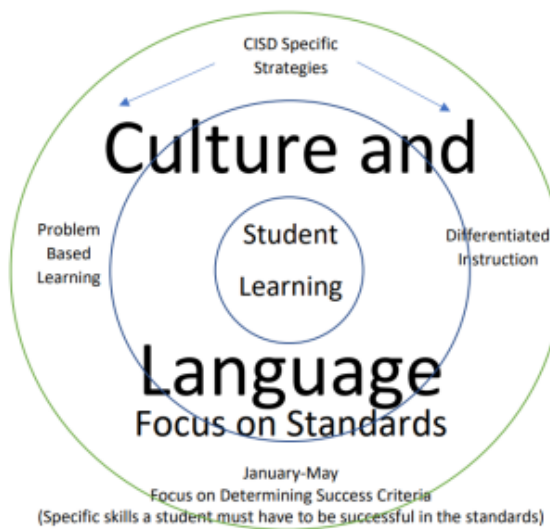 CISD Specific
Strategies
Culture and
Problem
Based
Learning
Student
Learning
Differentiated
Instruction
Language
Focus on Standards
January-May
Focus on Determining Success Criteria
(Specific skills a student must have to be successful in the standards)